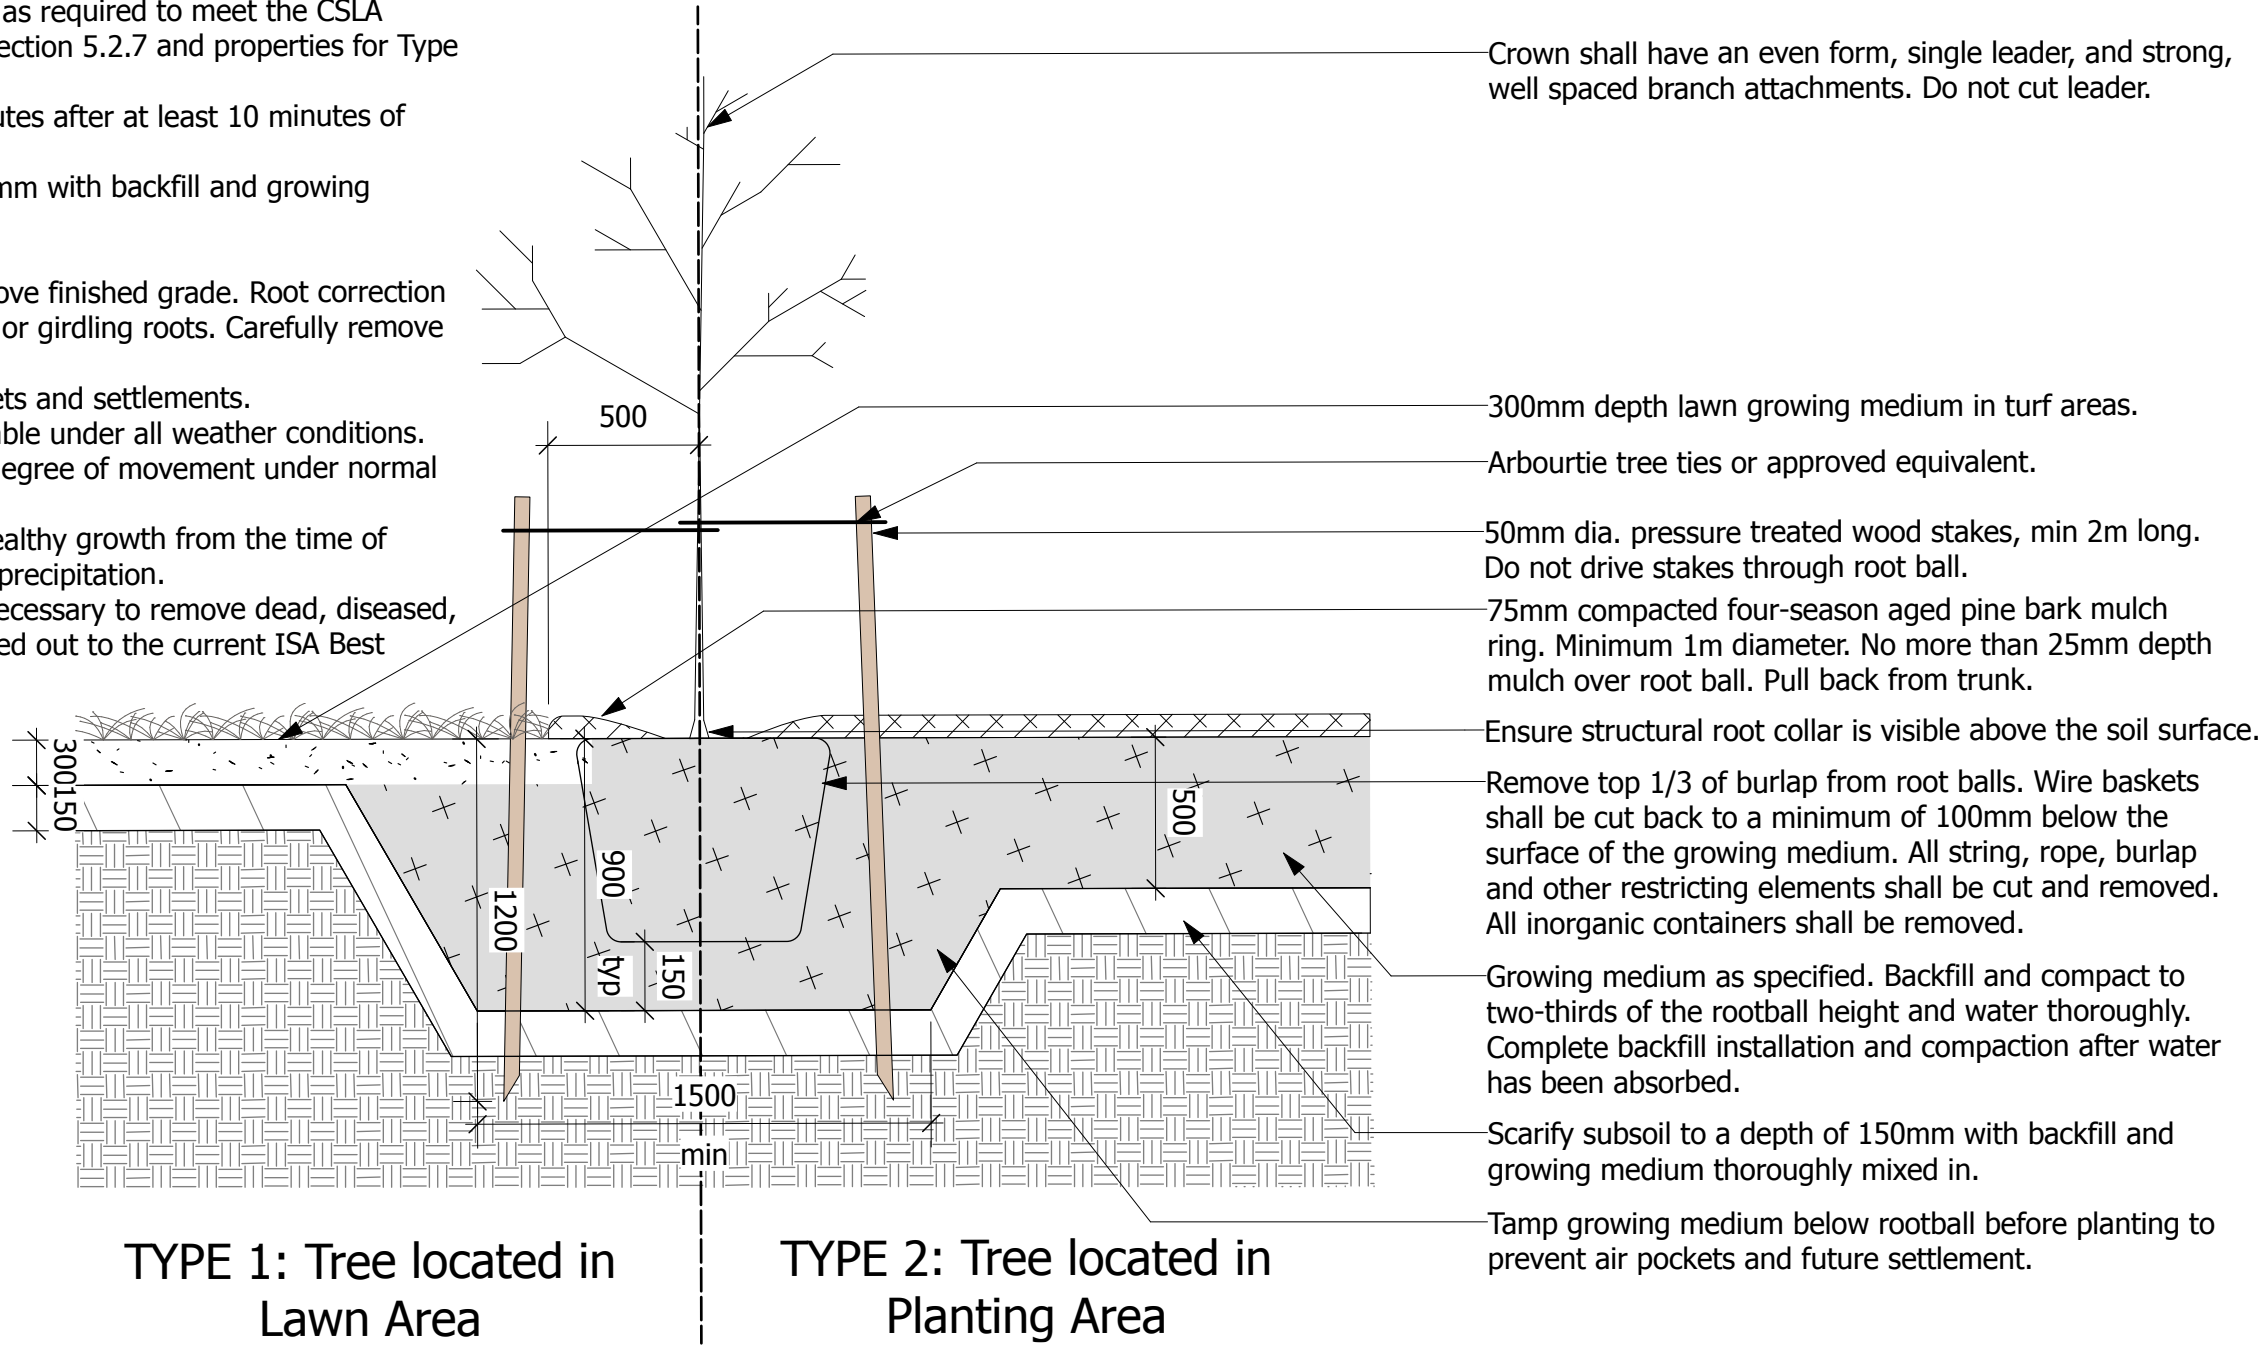 as required to meet the CSLA
ection 5.2.7 and properties for Type
utes after at least 10 minutes of
mm with backfill and growing
ove finished grade. Root correction
or girdling roots. Carefully remove
ets and settlements.
able under all weather conditions.
degree of movement under normal
ealthy growth from the time of
precipitation.
ecessary to remove dead, diseased,
ed out to the current ISA Best
Crown shall have an even form, single leader, and strong,
well spaced branch attachments. Do not cut leader.
300mm depth lawn growing medium in turf areas.
Arbourtie tree ties or approved equivalent.
50mm dia. pressure treated wood stakes, min 2m long.
Do not drive stakes through root ball.
75mm compacted four-season aged pine bark mulch
ring. Minimum 1m diameter. No more than 25mm depth
mulch over root ball. Pull back from trunk.
Ensure structural root collar is visible above the soil surface.
Remove top 1/3 of burlap from root balls. Wire baskets
shall be cut back to a minimum of 100mm below the
surface of the growing medium. All string, rope, burlap
and other restricting elements shall be cut and removed.
All inorganic containers shall be removed.
Growing medium as specified. Backfill and compact to
two-thirds of the rootball height and water thoroughly.
Complete backfill installation and compaction after water
has been absorbed.
Scarify subsoil to a depth of 150mm with backfill and
growing medium thoroughly mixed in.
Tamp growing medium below rootball before planting to
prevent air pockets and future settlement.
500
300
150
1200
900
typ
150
500
1500
min
TYPE 1: Tree located in
Lawn Area
TYPE 2: Tree located in
Planting Area